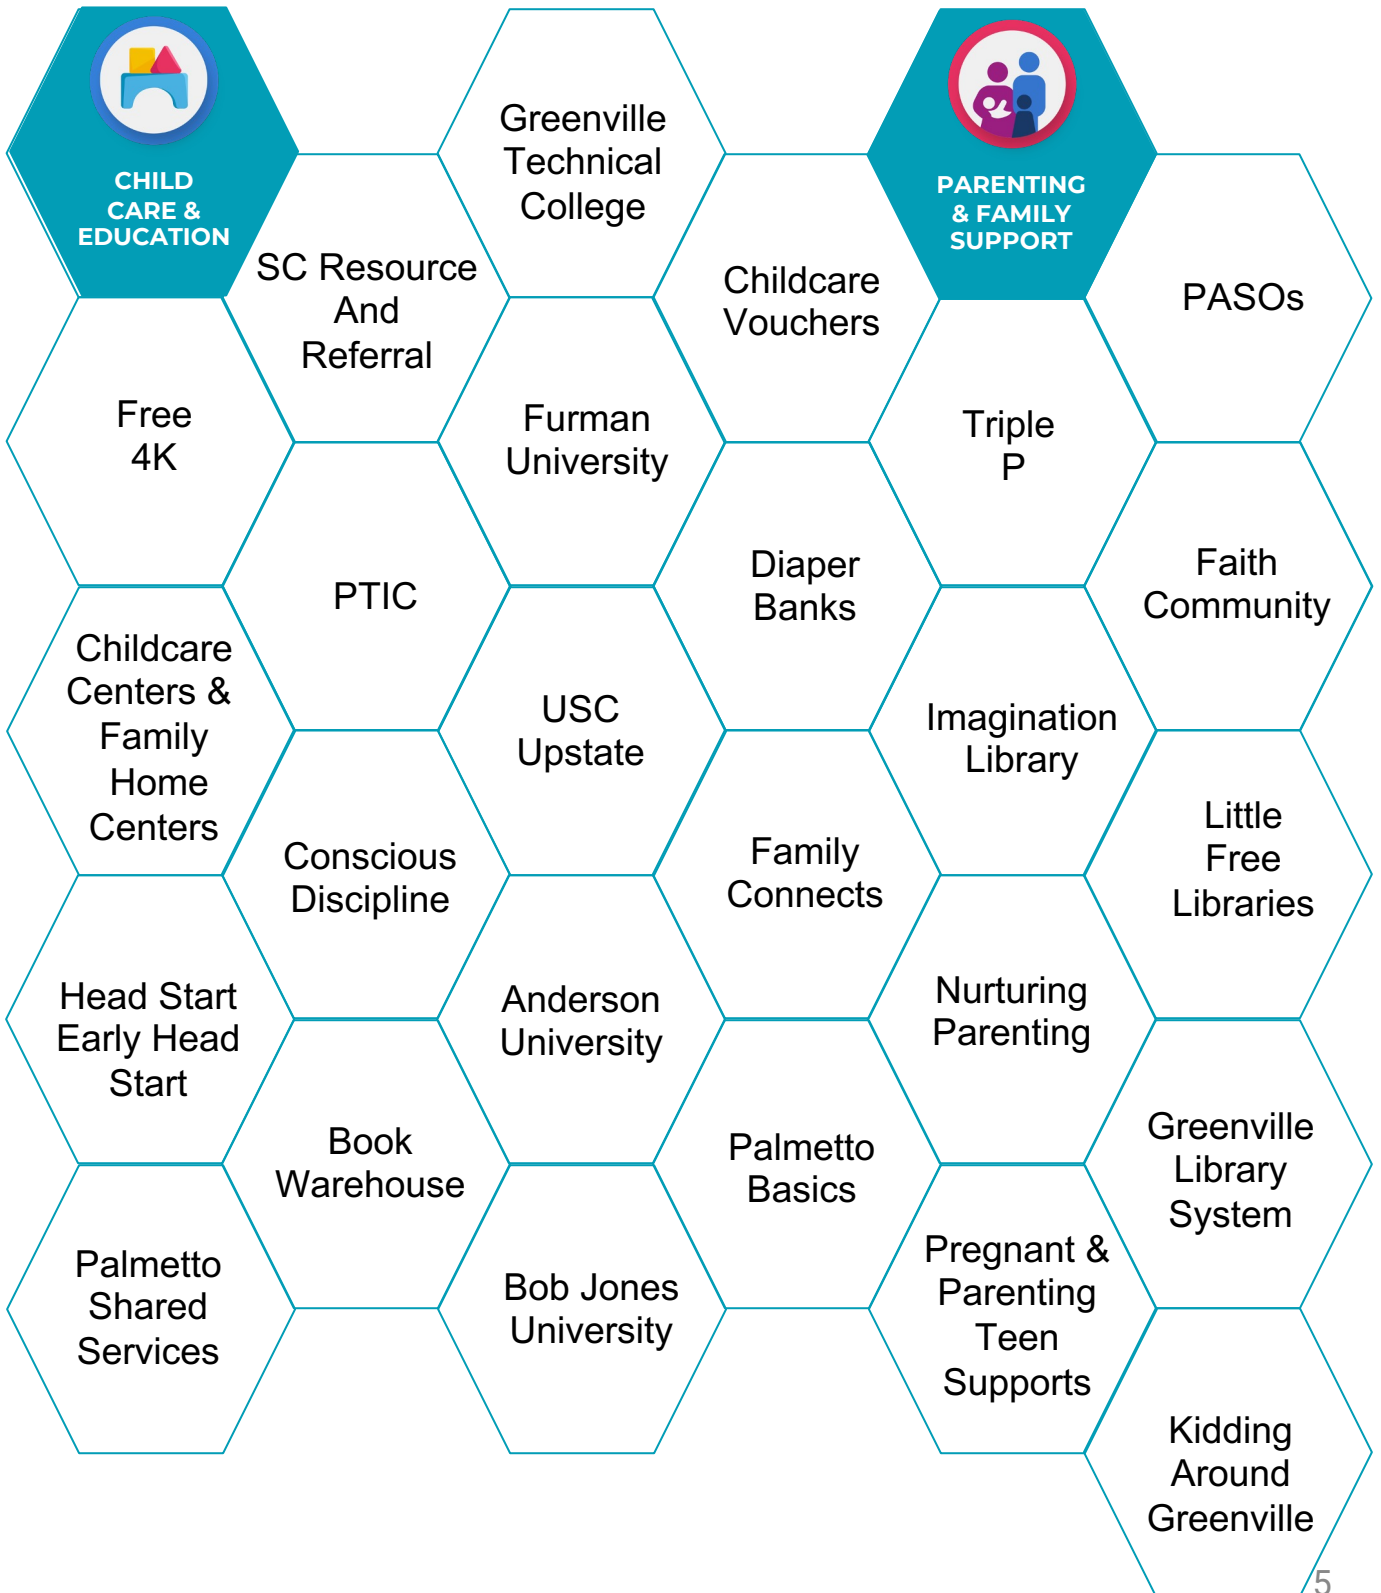 CHILD
CARE &
EDUCATION
Free
4K
Childcare
Centers &
Family
Home
Centers
Head Start
Early Head
Start
Palmetto
Shared
Services
SC Resource
And
Referral
PTIC
Conscious
Discipline
Book
Warehouse
Greenville
Technical
College
Furman
University
USC
Upstate
Anderson
University
Bob Jones
University
Childcare
Vouchers
Diaper
Banks
Family
Connects
Palmetto
Basics
PARENTING
& FAMILY
SUPPORT
Triple
P
Imagination
Library
Nurturing
Parenting
Pregnant &
Parenting
Teen
Supports
PASOs
Faith
Community
Little
Free
Libraries
Greenville
Library
System
Kidding
Around
Greenville
5